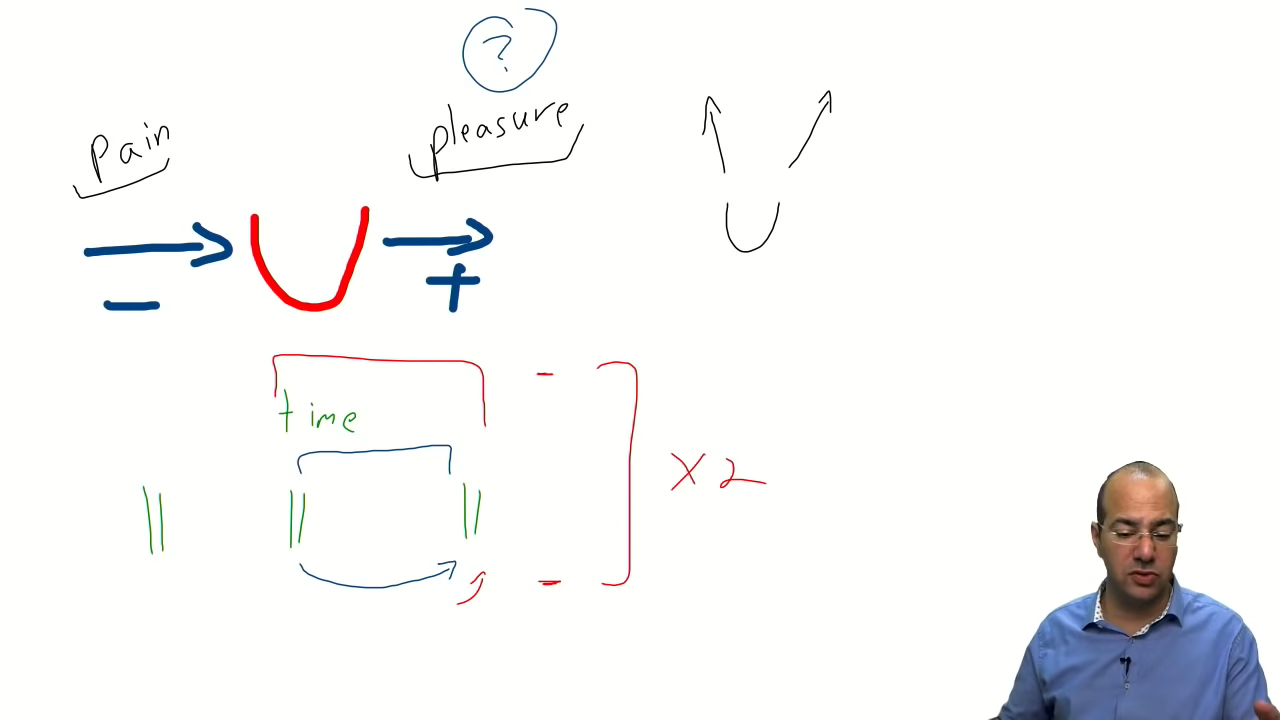 ?
Pain pleasure
U
- +
time
-
x2
-